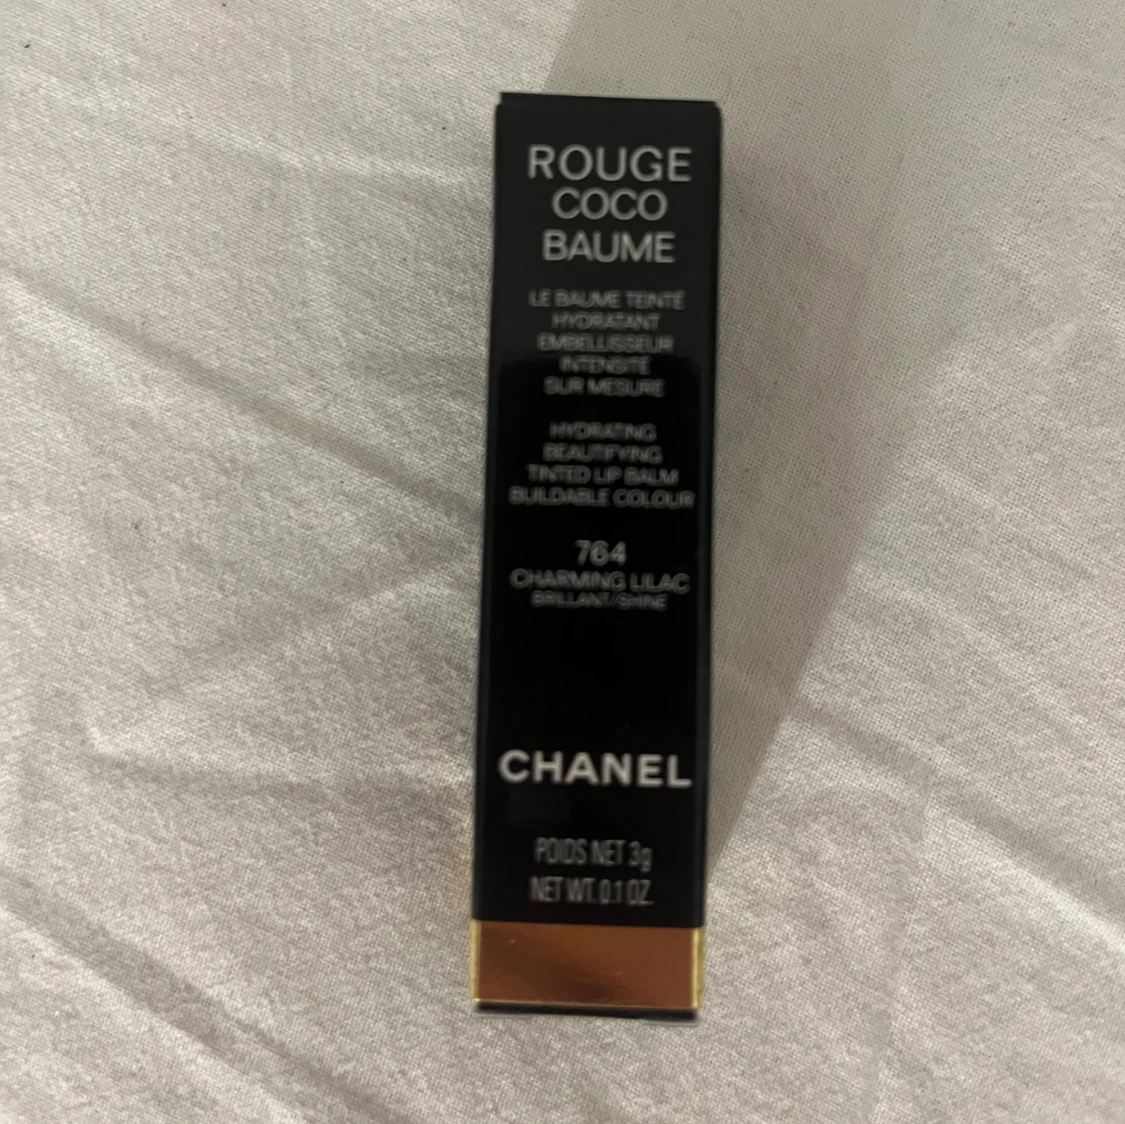 ROUGE
COCO
BAUME
LE BAUME TEINTÉ
HYDRATANT
EMBELLISSEUR
INTENSITÉ
SUR MESURE
HYDRATING
BEAUTIFYING
TINTED LIP BALM
BUILDABLE COLOUR
764
CHARMING LILAC
BRILLANT/SHINE
CHANEL
POIDS NET 3g
NET WT. 0.1 OZ.